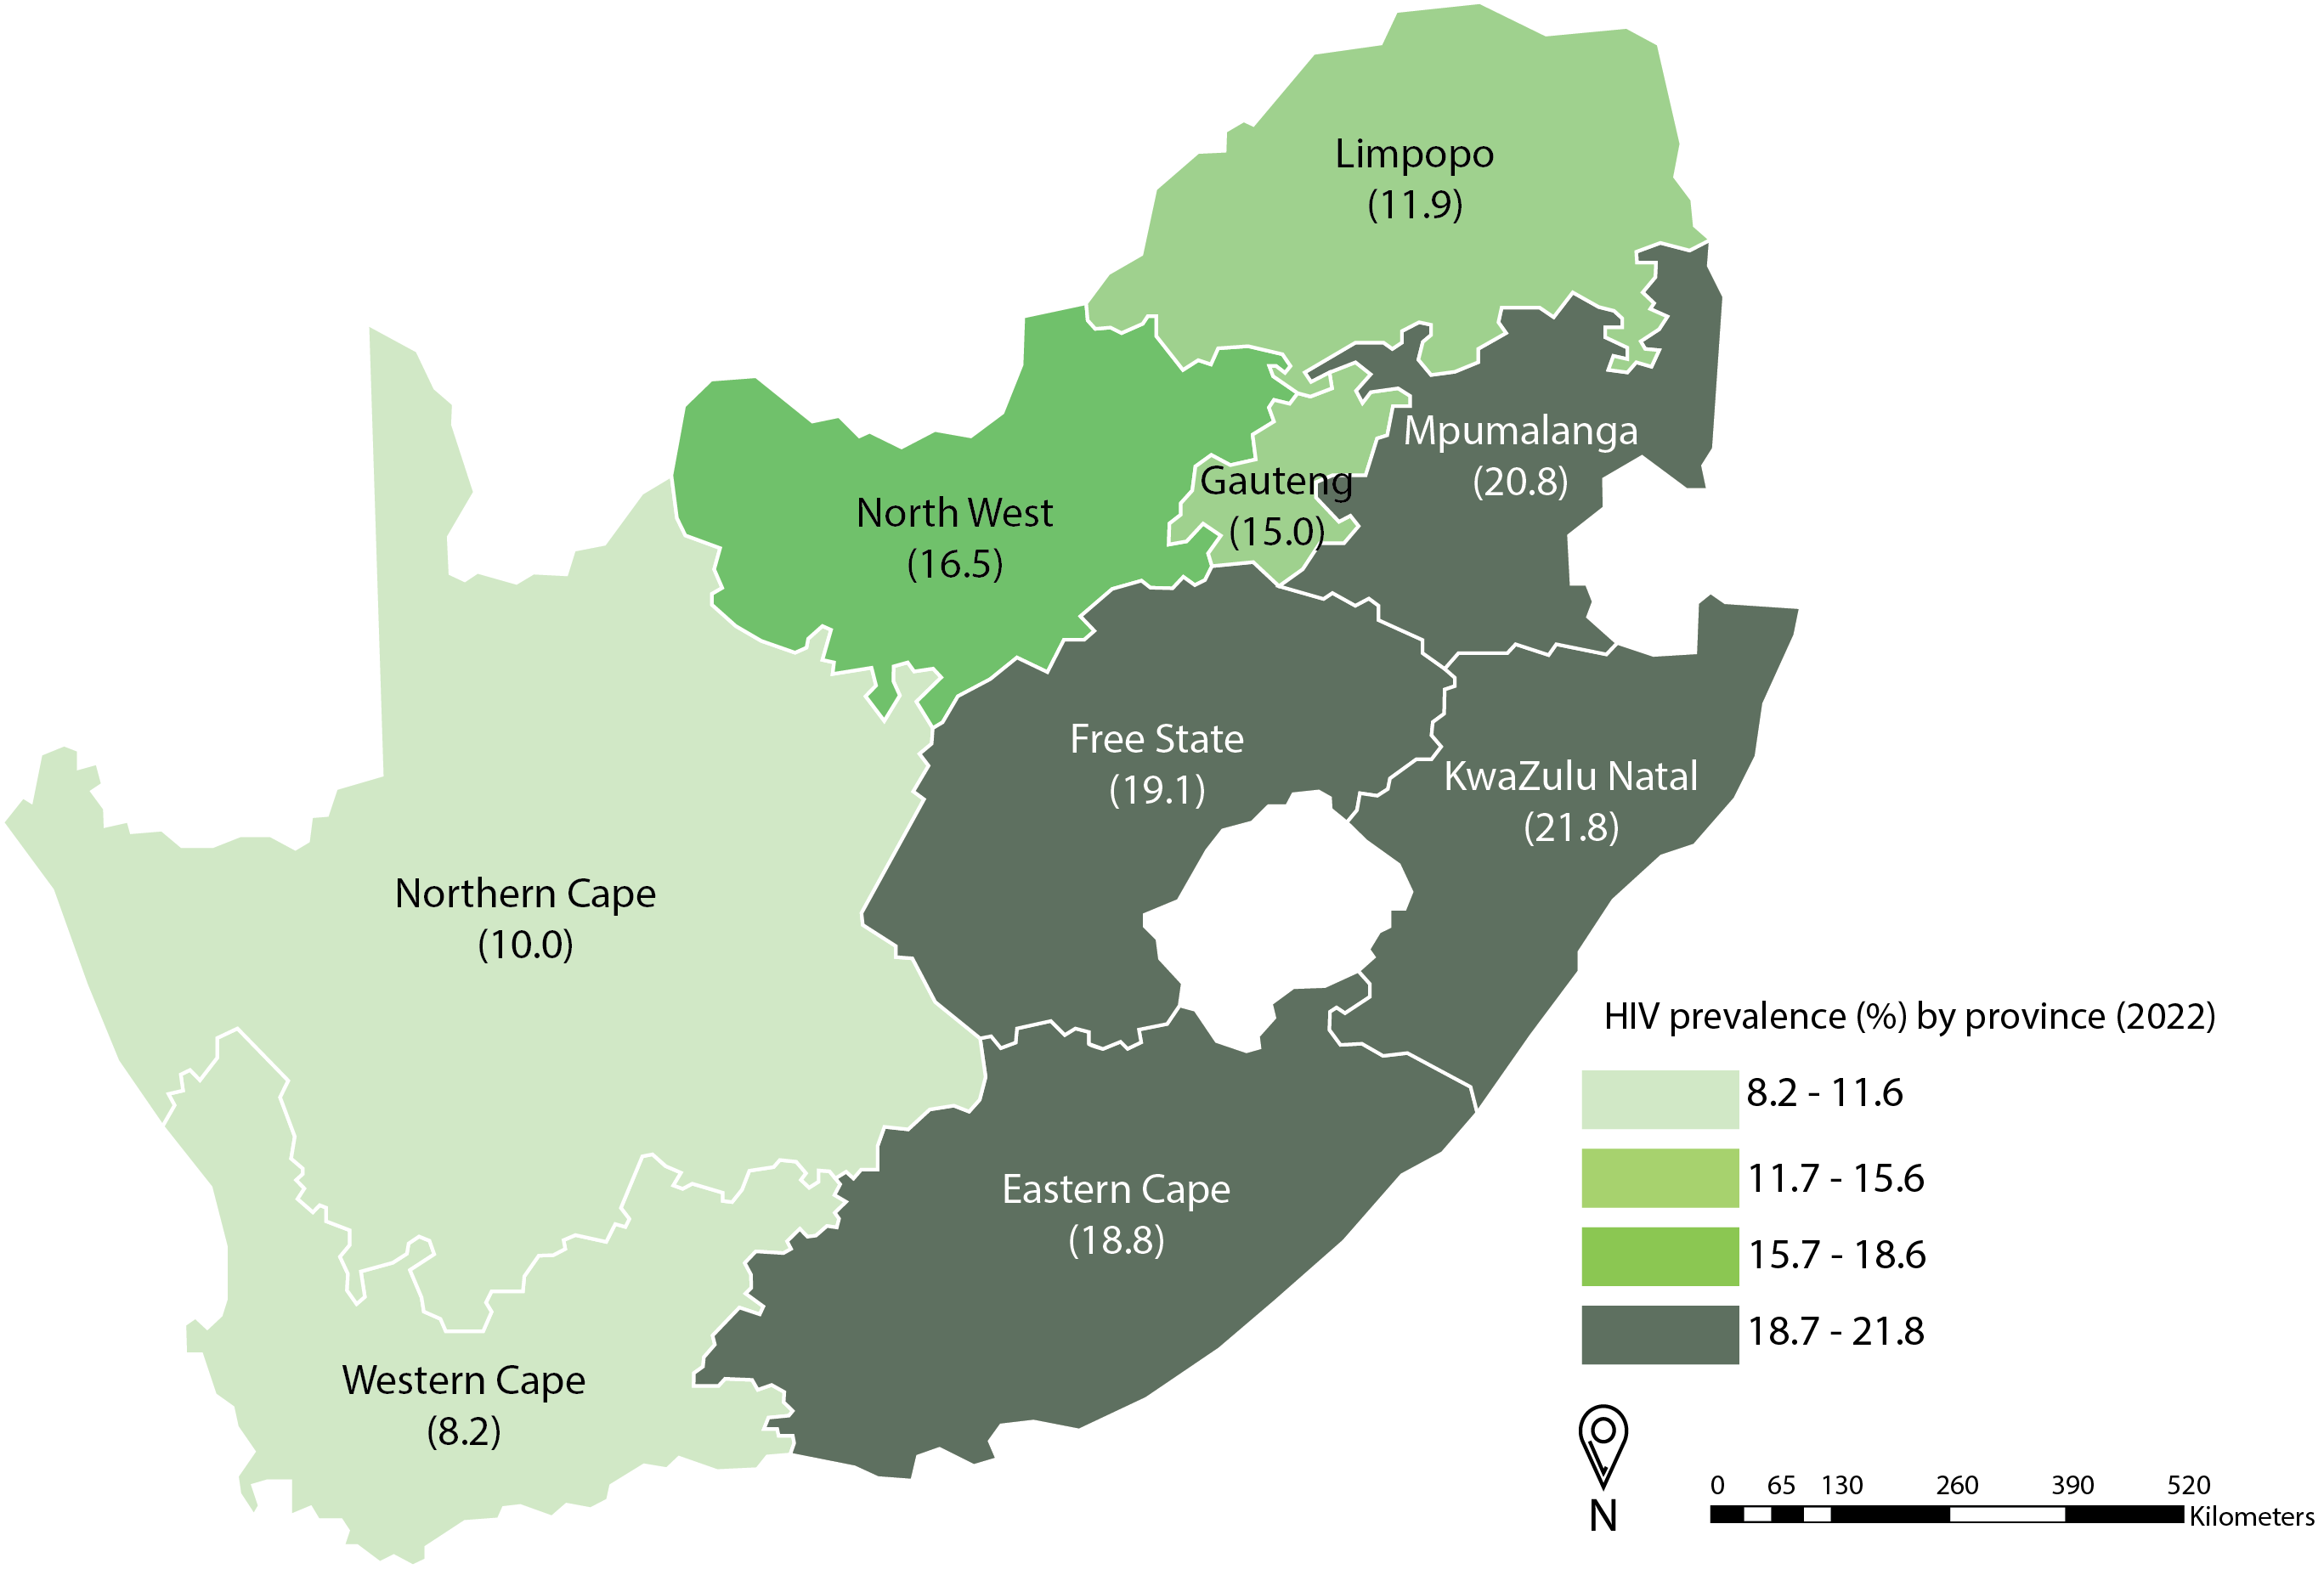 Limpopo
(11.9)
Mpumalanga
(20.8)
Gauteng
(15.0)
North West
(16.5)
Free State
(19.1)
KwaZulu Natal
(21.8)
Northern Cape
(10.0)
Eastern Cape
(18.8)
Western Cape
(8.2)
HIV prevalence (%) by province (2022)
8.2 - 11.6
11.7 - 15.6
15.7 - 18.6
18.7 - 21.8
N
0 65 130 260 390 520
Kilometers